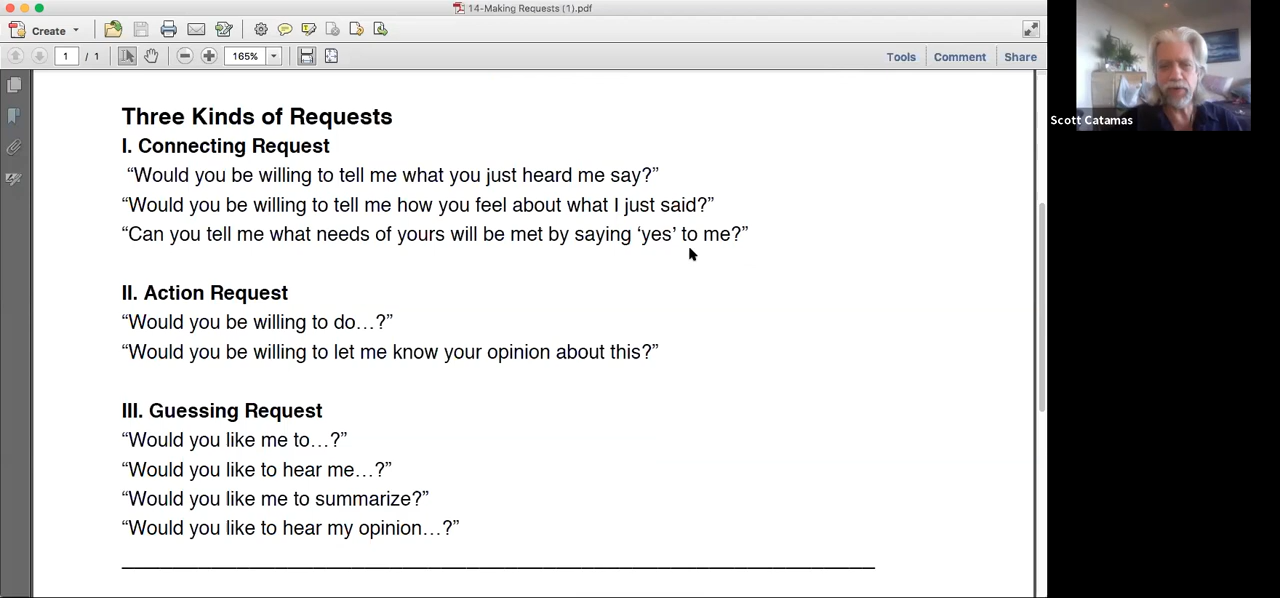 14-Making Requests (1).pdf
Create
1 / 1 165% Tools Comment Share
Scott Catamas
Three Kinds of Requests
I. Connecting Request
“Would you be willing to tell me what you just heard me say?”
“Would you be willing to tell me how you feel about what I just said?”
“Can you tell me what needs of yours will be met by saying ‘yes’ to me?”
II. Action Request
“Would you be willing to do…?”
“Would you be willing to let me know your opinion about this?”
III. Guessing Request
“Would you like me to…?”
“Would you like to hear me…?”
“Would you like me to summarize?”
“Would you like to hear my opinion…?”